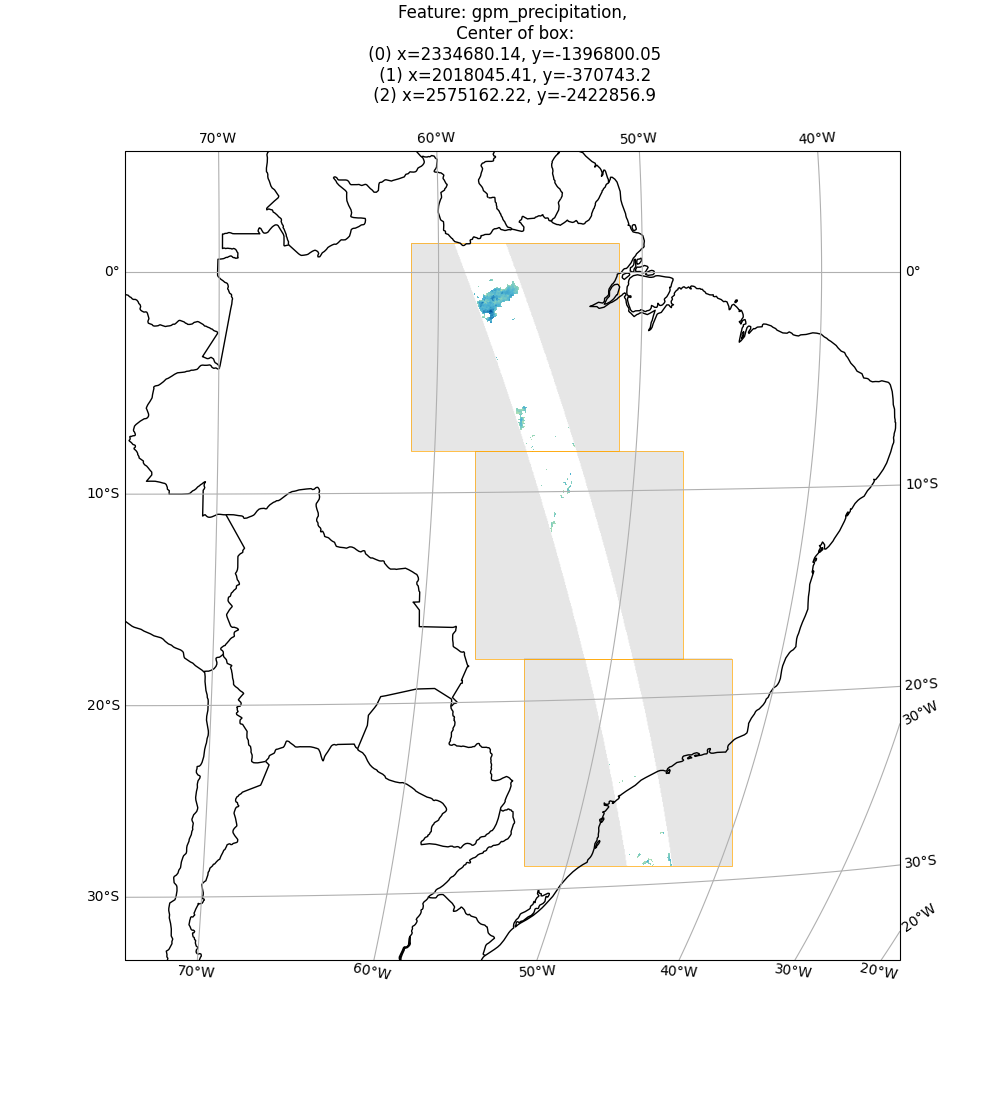 Feature: gpm_precipitation,
Center of box:
(0) x=2334680.14, y=-1396800.05
(1) x=2018045.41, y=-370743.2
(2) x=2575162.22, y=-2422856.9
70°W 60°W 50°W 40°W
0° 0°
10°S 10°S
20°S 20°S
30°W
30°S 30°S
20°W
70°W 60°W 50°W 40°W 30°W 20°W